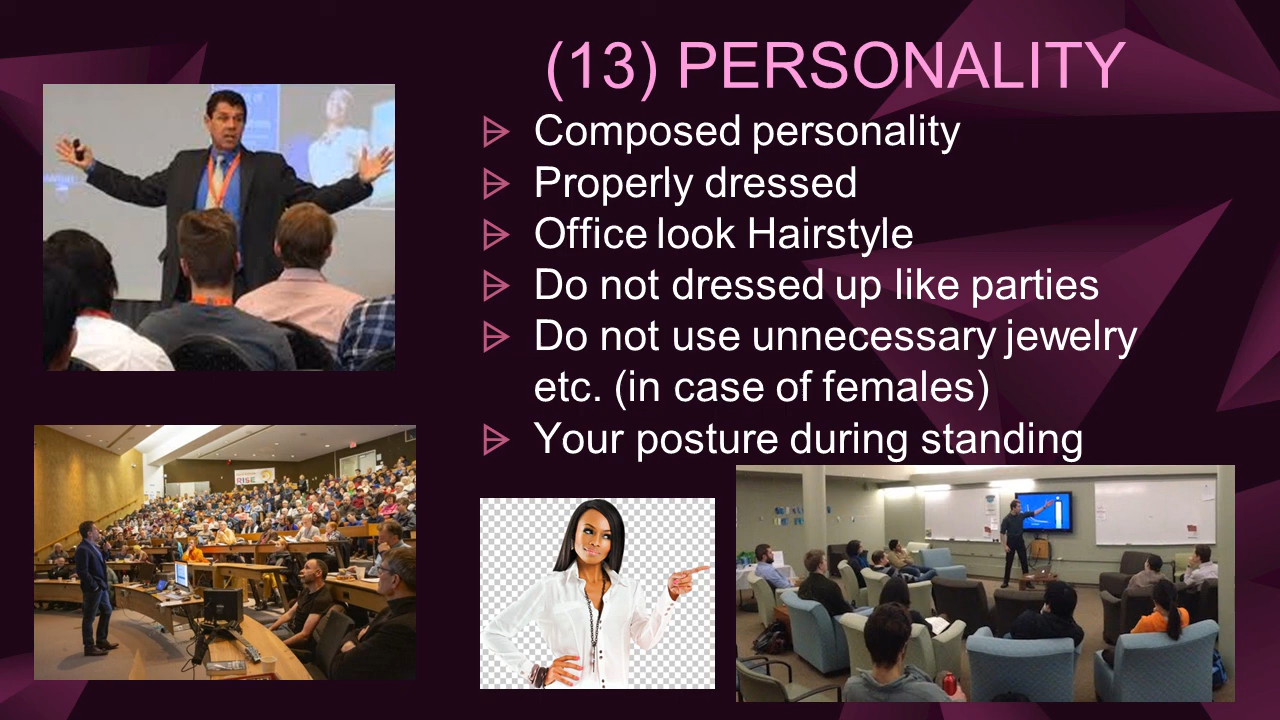 (13) PERSONALITY
Composed personality
Properly dressed
Office look Hairstyle
Do not dressed up like parties
Do not use unnecessary jewelry
etc. (in case of females)
Your posture during standing
RISE